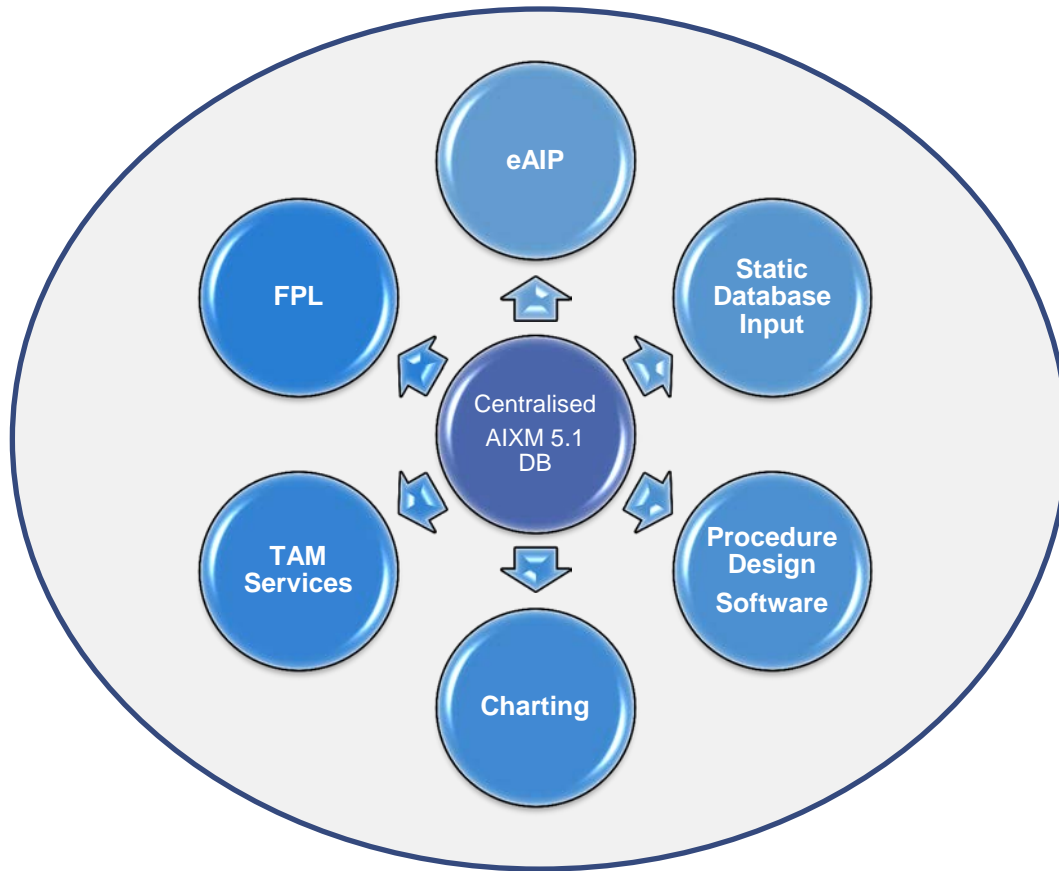 eAIP
FPL
Static
Database
Input
Centralised
AIXM 5.1
DB
TAM
Services
Procedure
Design
Software
Charting